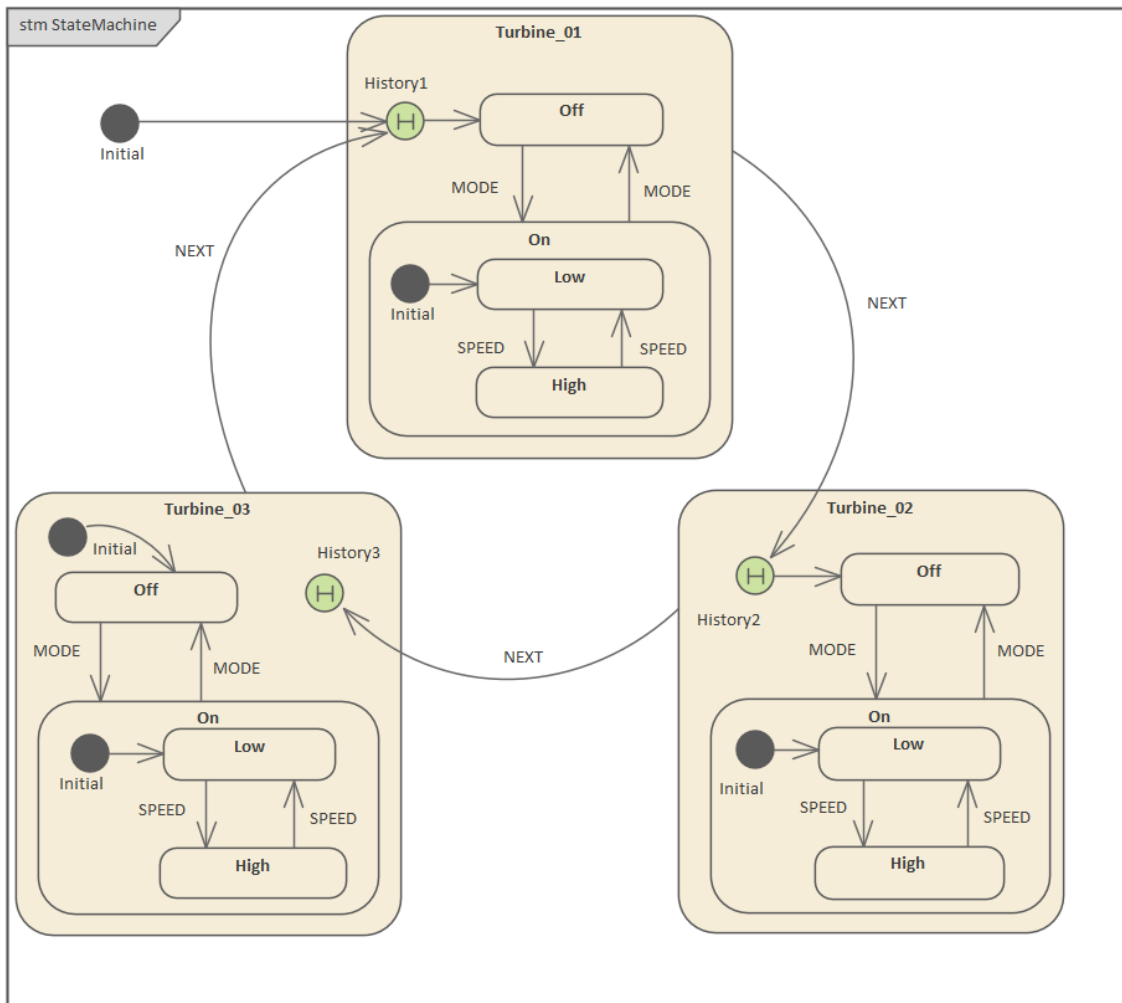 stm StateMachine
Turbine_01
History1
Off
Initial
MODE
MODE
On
Low
Initial
SPEED
SPEED
High
NEXT
NEXT
Turbine_03
Initial
History3
Off
MODE
MODE
On
Low
Initial
SPEED
SPEED
High
NEXT
Turbine_02
Off
History2
MODE
MODE
On
Low
Initial
SPEED
SPEED
High